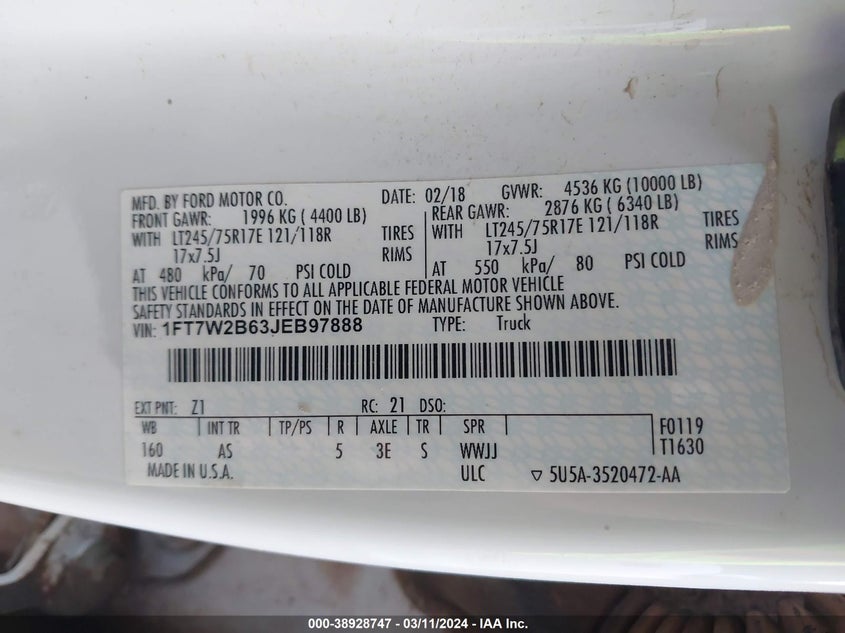 MFD. BY FORD MOTOR CO. DATE: 02/18 GVWR: 4536 KG (10000 LB)
FRONT GAWR: 1996 KG ( 4400 LB) REAR GAWR: 2876 KG ( 6340 LB)
WITH LT245/75R17E 121/118R TIRES WITH LT245/75R17E 121/118R TIRES
17x7.5J RIMS 17x7.5J RIMS
AT 480 kPa/ 70 PSI COLD AT 550 kPa/ 80 PSI COLD
THIS VEHICLE CONFORMS TO ALL APPLICABLE FEDERAL MOTOR VEHICLE
SAFETY STANDARDS IN EFFECT ON THE DATE OF MANUFACTURE SHOWN ABOVE.
VIN: 1FT7W2B63JEB97888 TYPE: Truck
EXT PNT: Z1 RC: 21 DSO:
WB INT TR TP/PS R AXLE TR SPR F0119
160 AS 5 3E S WWJJ T1630
MADE IN U.S.A. ULC ▽ 5U5A-3520472-AA
000-38928747 - 03/11/2024 - IAA Inc.